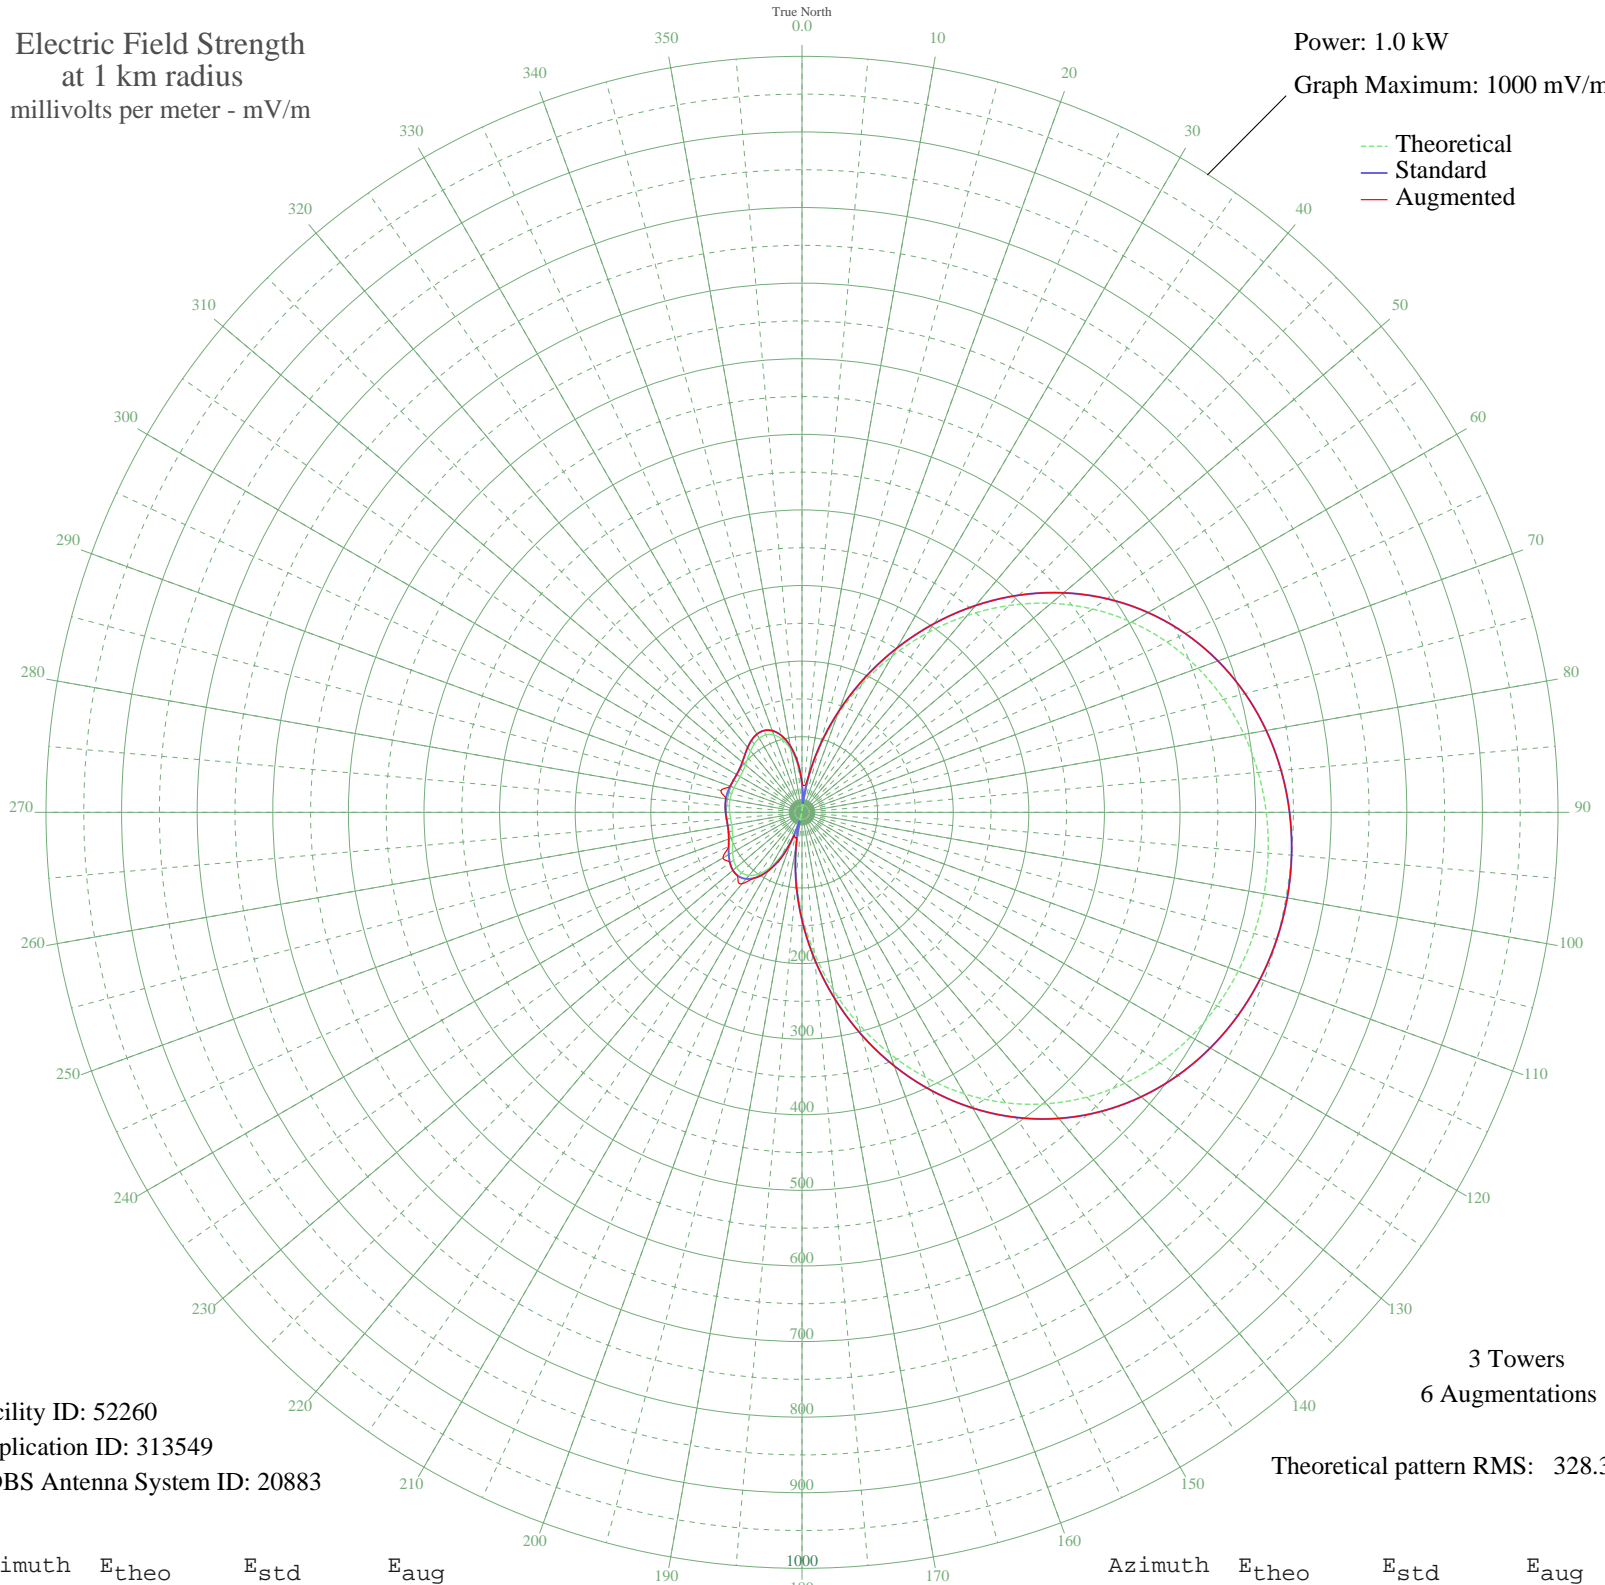 True North
0.0
Electric Field Strength
at 1 km radius
millivolts per meter - mV/m
Power: 1.0 kW
Graph Maximum: 1000 mV/m
Theoretical
Standard
Augmented
10
20
30
40
50
60
70
80
90
100
110
120
130
140
150
160
170
190
200
210
220
230
240
250
260
270
280
290
300
310
320
330
340
350
200
300
400
500
600
700
800
900
1000
3 Towers
6 Augmentations
Theoretical pattern RMS: 328.3
cility ID: 52260
plication ID: 313549
DBS Antenna System ID: 20883
imuth Etheo Estd Eaug
Azimuth Etheo Estd Eaug